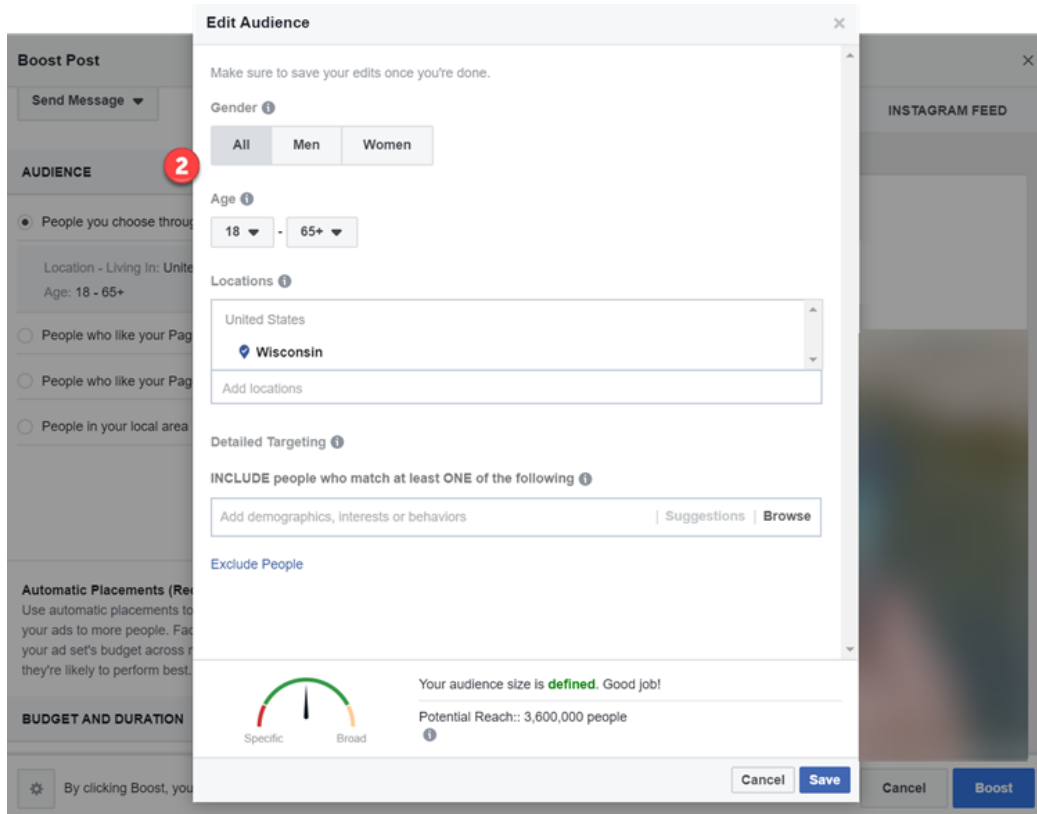 Edit Audience
Boost Post
Send Message
INSTAGRAM FEED
Make sure to save your edits once you're done.
Gender
All Men Women
2
AUDIENCE
Age
18 - 65+
People you choose throug
Location - Living In: Unite
Age: 18 - 65+
Locations
United States
Wisconsin
Add locations
People who like your Pag
People who like your Pag
People in your local area
Detailed Targeting
INCLUDE people who match at least ONE of the following
Add demographics, interests or behaviors | Suggestions | Browse
Exclude People
Automatic Placements (Rec
Use automatic placements to
your ads to more people. Fac
your ad set's budget across r
they're likely to perform best.
Your audience size is defined. Good job!
Potential Reach:: 3,600,000 people
Specific Broad
BUDGET AND DURATION
Cancel Save
By clicking Boost, you
Cancel Boost